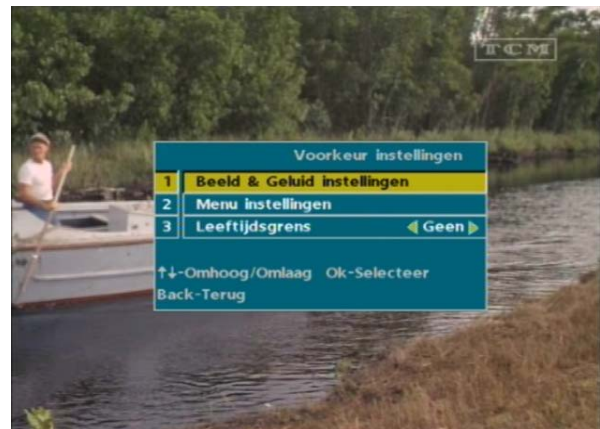 TCM
Voorkeur instellingen
1 Beeld & Geluid instellingen
2 Menu instellingen
3 Leeftijdsgrens Geen
↑↓-Omhoog/Omlaag Ok-Selecteer
Back-Terug